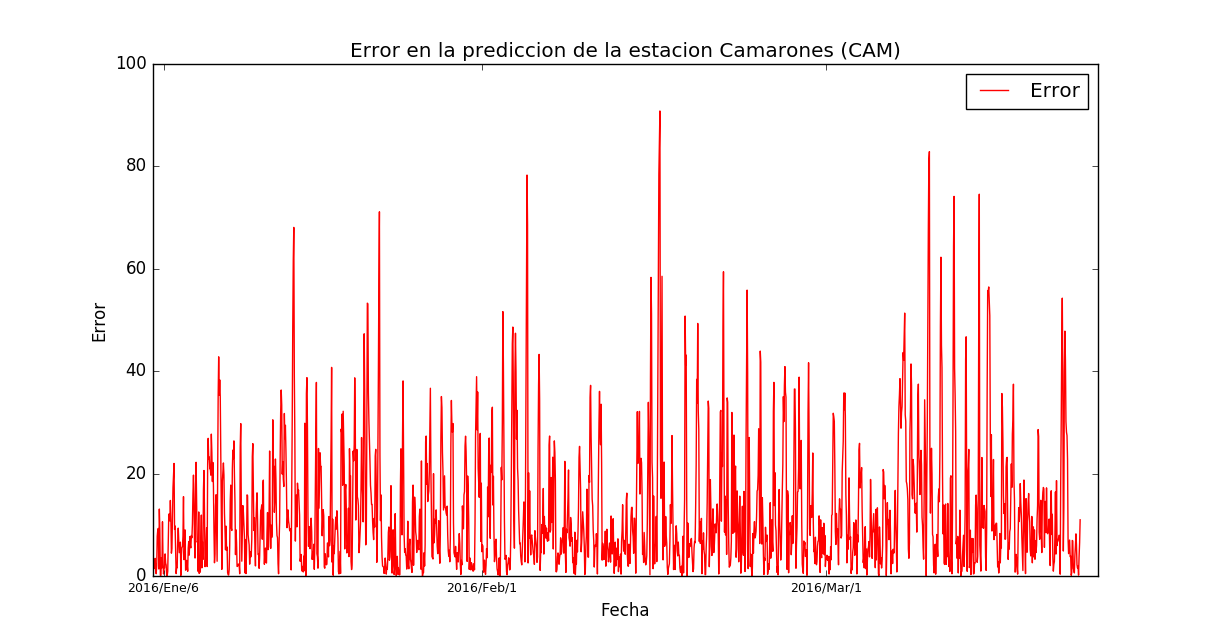 Error en la prediccion de la estacion Camarones (CAM)
100
80
60
40
20
0
Error
Error
2016/Ene/6
2016/Feb/1
2016/Mar/1
Fecha